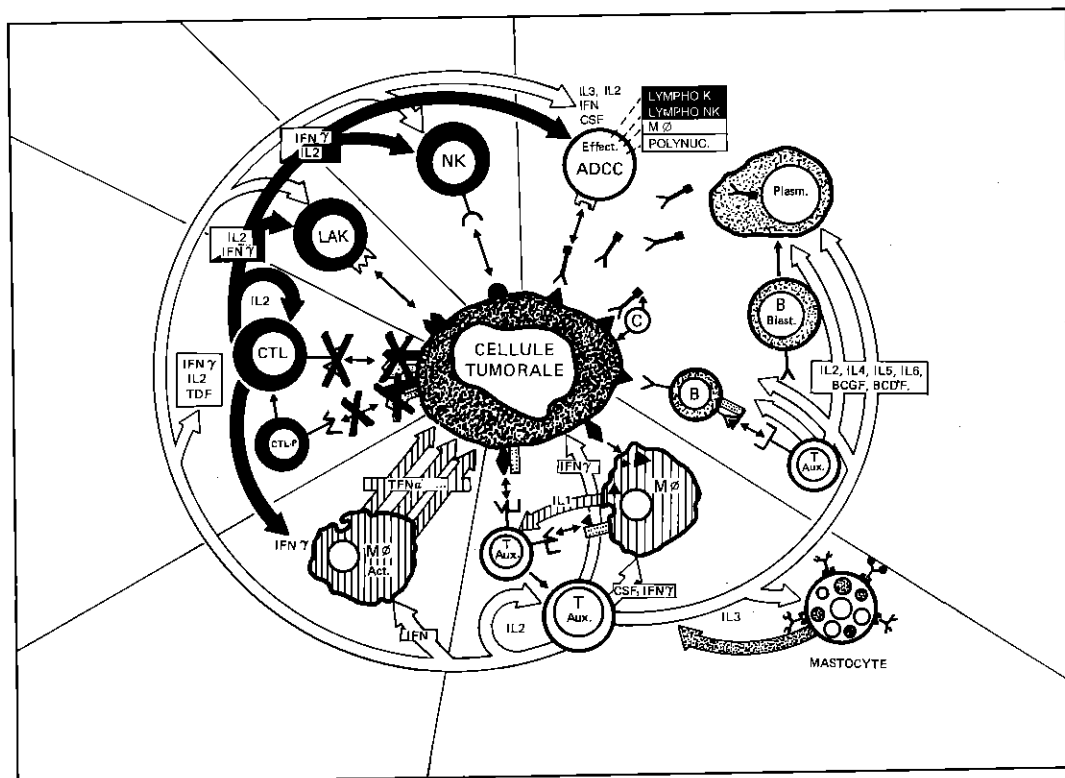 IL3, IL2
IFN
CSF
LYMPHO K
LYMPHO NK
M Ø
POLYNUC.
Effect.
ADCC
IFN γ
IL2
NK
Plasm.
LAK
IL2
IFN γ
IL2
CTL
C
B
Blast.
CELLULE
TUMORALE
IFN γ
IL2
TDF
IL2, IL4, IL5, IL6,
BCGF, BCDF.
B
CTL-P
T
Aux.
IFN γ
TFNα ...
M Ø
IL1
IFN γ
M Ø
Act.
T
Aux.
CSF, IFN γ
T
Aux.
IL2
IFN
IL3
MASTOCYTE